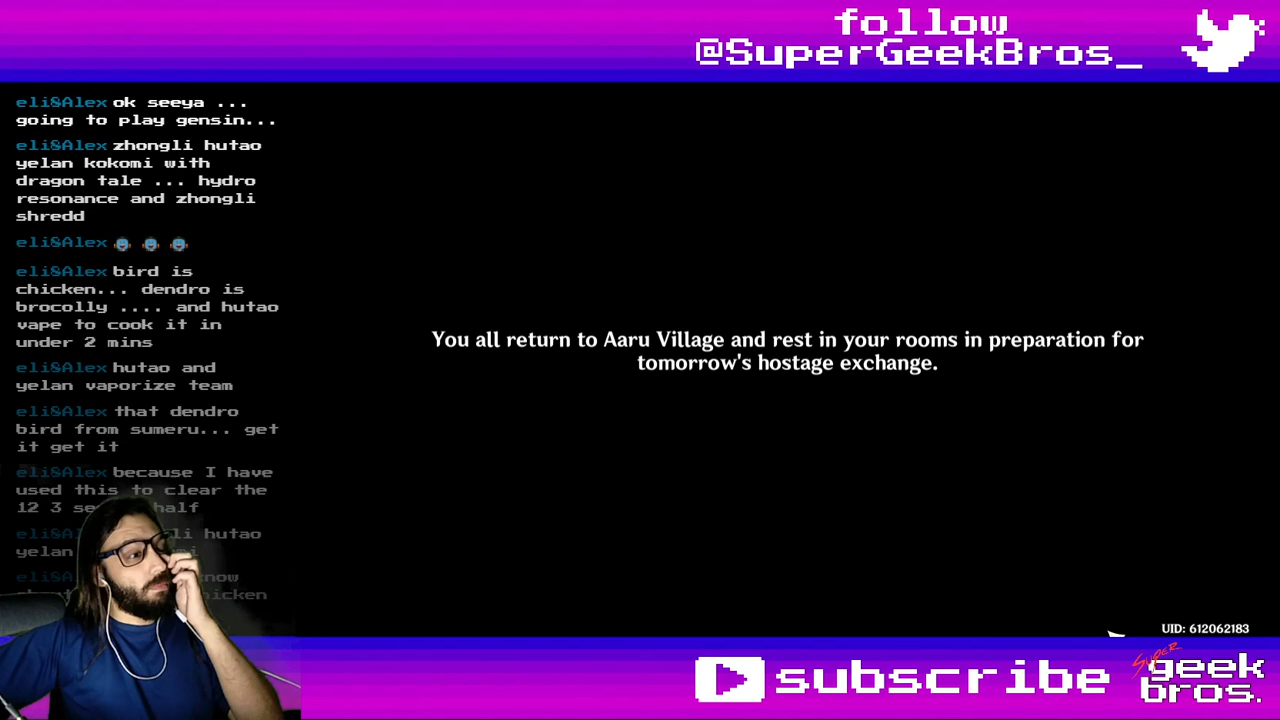 follow
@SuperGeekBros_
eli&Alex ok seeya ...
going to play gensin...
eli&Alex zhongli hutao
yelan kokomi with
dragon tale ... hydro
resonance and zhongli
shredd
eli&Alex
eli&Alex bird is
chicken... dendro is
brocolly .... and hutao
vape to cook it in
under 2 mins
eli&Alex hutao and
yelan vaporize team
eli&Alex that dendro
bird from sumeru... get
it get it
eli&Alex because I have
used this to clear the
12 3 half
hutao
yelan
You all return to Aaru Village and rest in your rooms in preparation for
tomorrow's hostage exchange.
UID: 612062183
subscribe
SUPER
geek
bros.